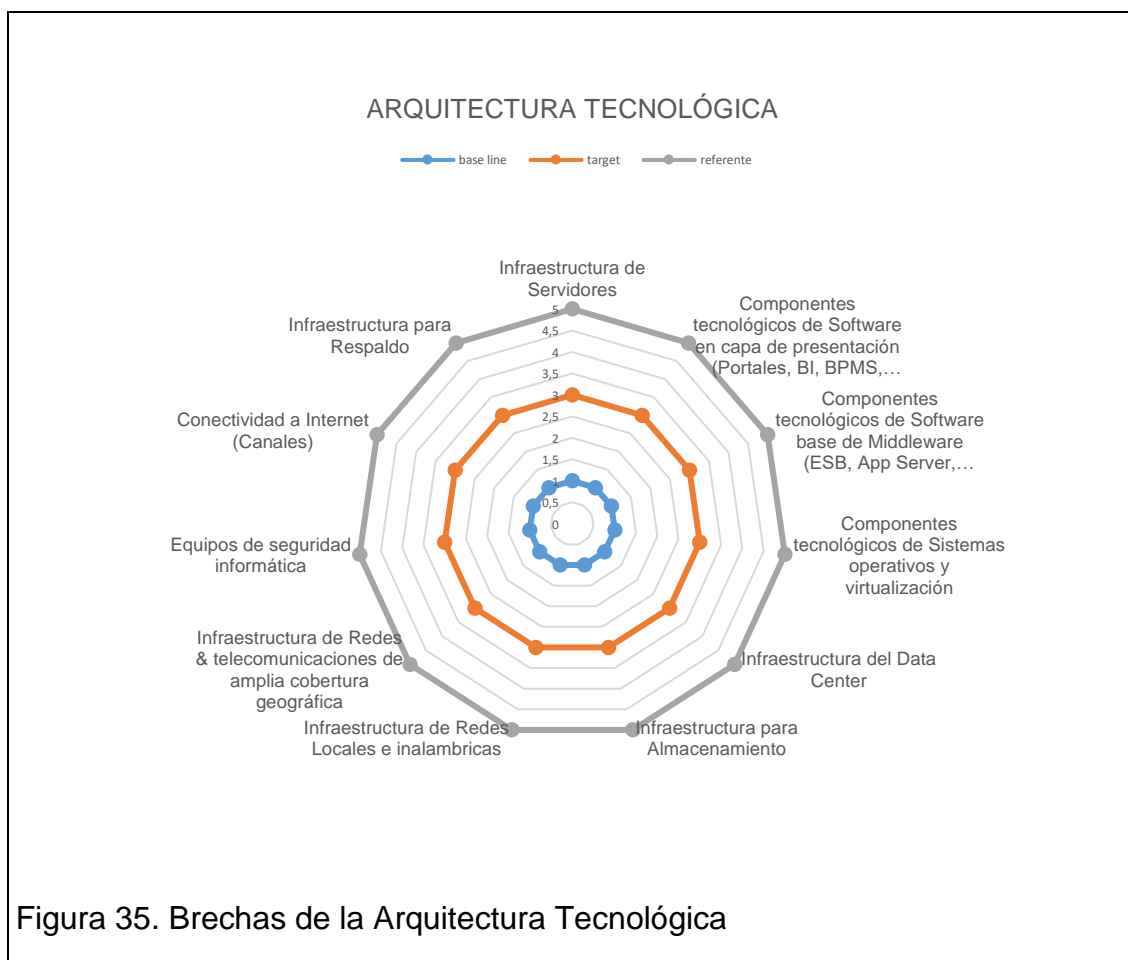 ARQUITECTURA TECNOLÓGICA
base line
target
referente
Infraestructura de
Servidores
Componentes
tecnológicos de Software
en capa de presentación
(Portales, BI, BPMS,…
Componentes
tecnológicos de Software
base de Middleware
(ESB, App Server,…
Componentes
tecnológicos de Sistemas
operativos y
virtualización
Infraestructura del Data
Center
Infraestructura para
Almacenamiento
Infraestructura de Redes
Locales e inalambricas
Infraestructura de Redes
& telecomunicaciones de
amplia cobertura
geográfica
Equipos de seguridad
informática
Conectividad a Internet
(Canales)
Infraestructura para
Respaldo
5
4,5
4
3,5
3
2,5
2
1,5
1
0,5
0
Figura 35. Brechas de la Arquitectura Tecnológica